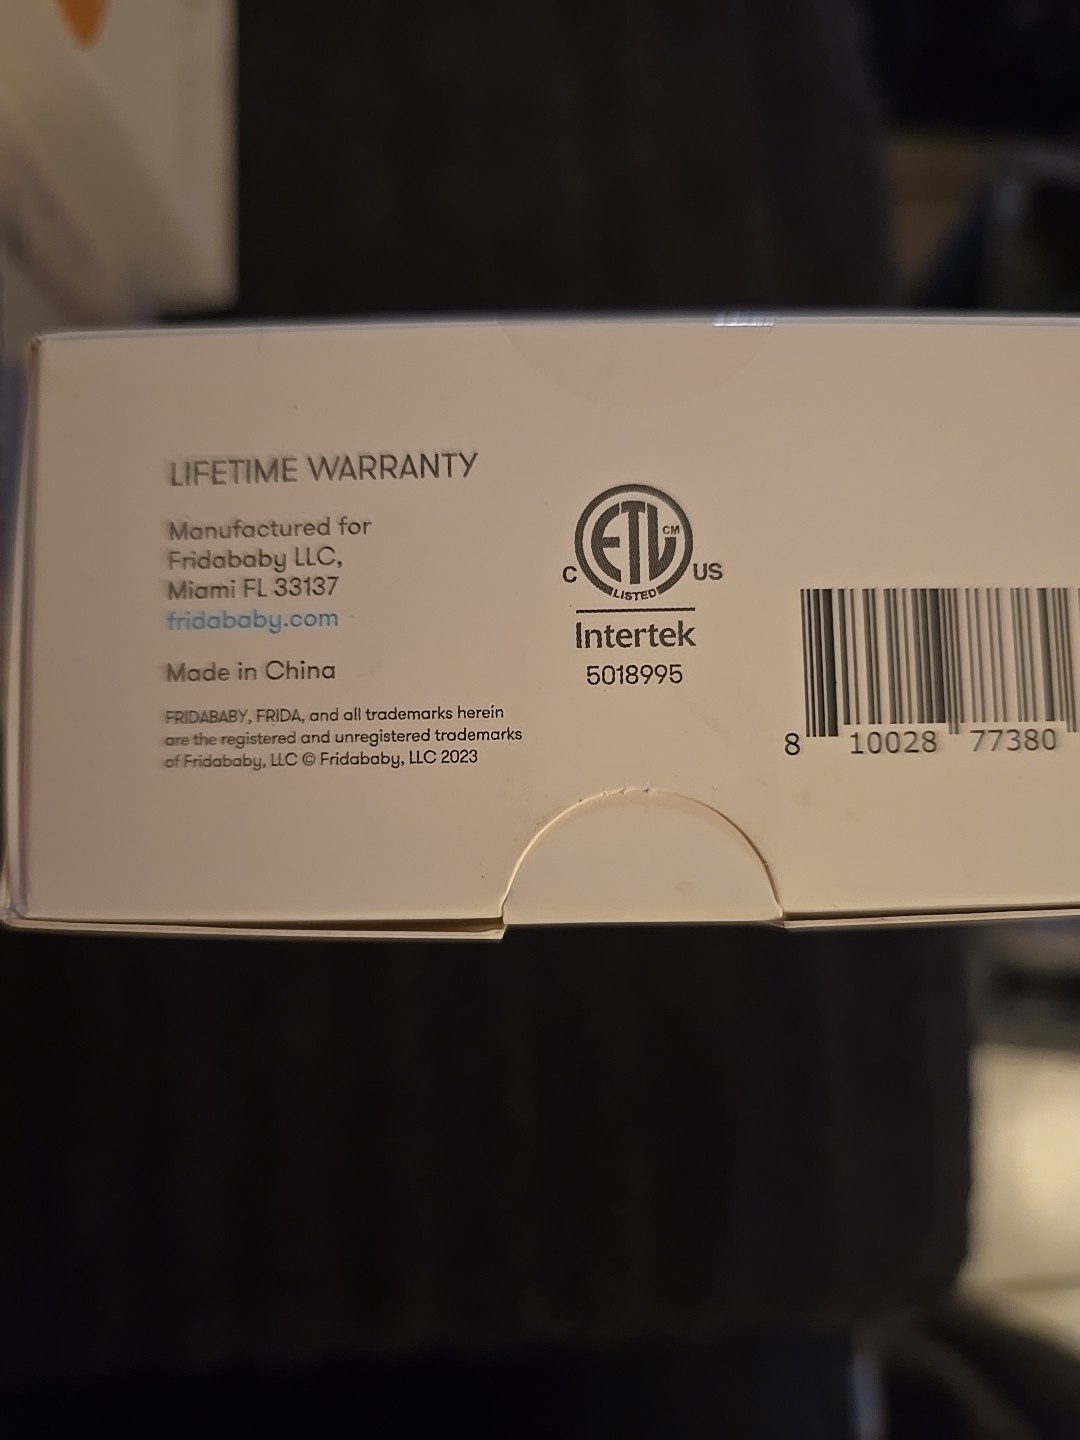 LIFETIME WARRANTY
Manufactured for
Fridababy LLC,
Miami FL 33137
fridababy.com
Made in China
FRIDABABY, FRIDA, and all trademarks herein
are the registered and unregistered trademarks
of Fridababy, LLC © Fridababy, LLC 2023
ETL CM
C US
LISTED
Intertek
5018995
8 10028 77380